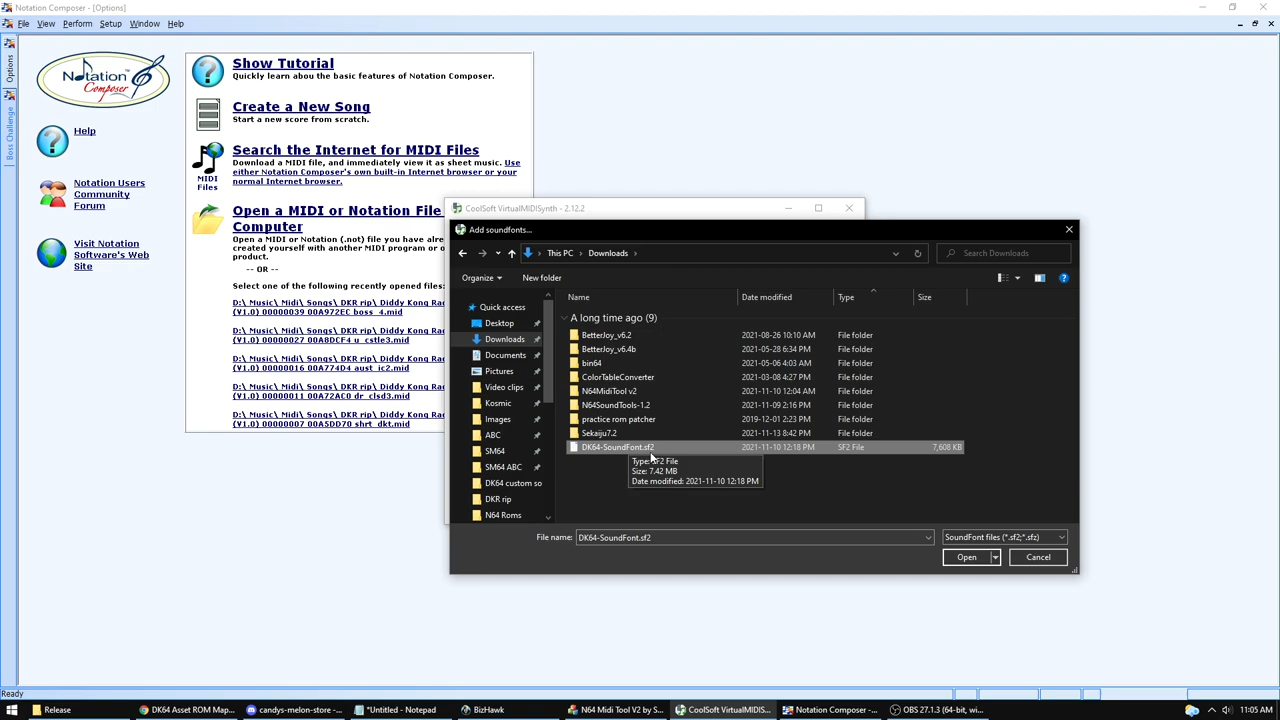 Notation Composer - [Options]
File View Perform Setup Window Help
Options
Boss Challenge
Notation Composer
Help
Notation Users
Community
Forum
Visit Notation
Software's Web
Site
Show Tutorial
Quickly learn abou the basic features of Notation Composer.
Create a New Song
Start a new score from scratch.
MIDI
Files
Search the Internet for MIDI Files
Download a MIDI file, and immediately view it as sheet music. Use
either Notation Composer's own built-in Internet browser or your
normal Internet browser.
Open a MIDI or Notation File
Computer
Open a MIDI or Notation (.not) file you have alre
created yourself with another MIDI program or o
product.
-- OR --
Select one of the following recently opened files:
D:\ Music\ Midi\ Songs\ DKR rip\ Diddy Kong Rac
(V1.0) 00000039 00A972EC boss_4.mid
D:\ Music\ Midi\ Songs\ DKR rip\ Diddy Kong Rac
(V1.0) 00000027 00A8DCF4 u_cstle3.mid
D:\ Music\ Midi\ Songs\ DKR rip\ Diddy Kong Rac
(V1.0) 00000016 00A774D4 aust_ic2.mid
D:\ Music\ Midi\ Songs\ DKR rip\ Diddy Kong Rac
(V1.0) 00000011 00A72AC0 dr_clsd3.mid
D:\ Music\ Midi\ Songs\ DKR rip\ Diddy Kong Rac
(V1.0) 00000007 00A5DD70 shrt_dkt.mid
CoolSoft VirtualMIDISynth - 2.12.2
Add soundfonts...
This PC > Downloads >
Search Downloads
Organize New folder
Quick access
Desktop
Downloads
Documents
Pictures
Video clips
Kosmic
Images
ABC
SM64
SM64 ABC
DK64 custom so
DKR rip
N64 Roms
Name Date modified Type Size
A long time ago (9)
BetterJoy_v6.2 2021-08-26 10:10 AM File folder
BetterJoy_v6.4b 2021-05-28 6:34 PM File folder
bin64 2021-05-06 4:03 AM File folder
ColorTableConverter 2021-03-08 4:27 PM File folder
N64MidiTool v2 2021-11-10 12:04 AM File folder
N64SoundTools-1.2 2021-11-09 2:16 PM File folder
practice rom patcher 2019-12-01 2:23 PM File folder
Sekaiju7.2 2021-11-13 8:42 PM File folder
DK64-SoundFont.sf2 2021-11-10 12:18 PM SF2 File 7,608 KB
Type: SF2 File
Size: 7.42 MB
Date modified: 2021-11-10 12:18 PM
File name: DK64-SoundFont.sf2 SoundFont files (*.sf2;*.sfz)
Open Cancel
Ready
Release DK64 Asset ROM Map... candys-melon-store -... *Untitled - Notepad BizHawk N64 Midi Tool V2 by S... CoolSoft VirtualMIDIS... Notation Composer -... OBS 27.1.3 (64-bit, wi... 11:05 AM